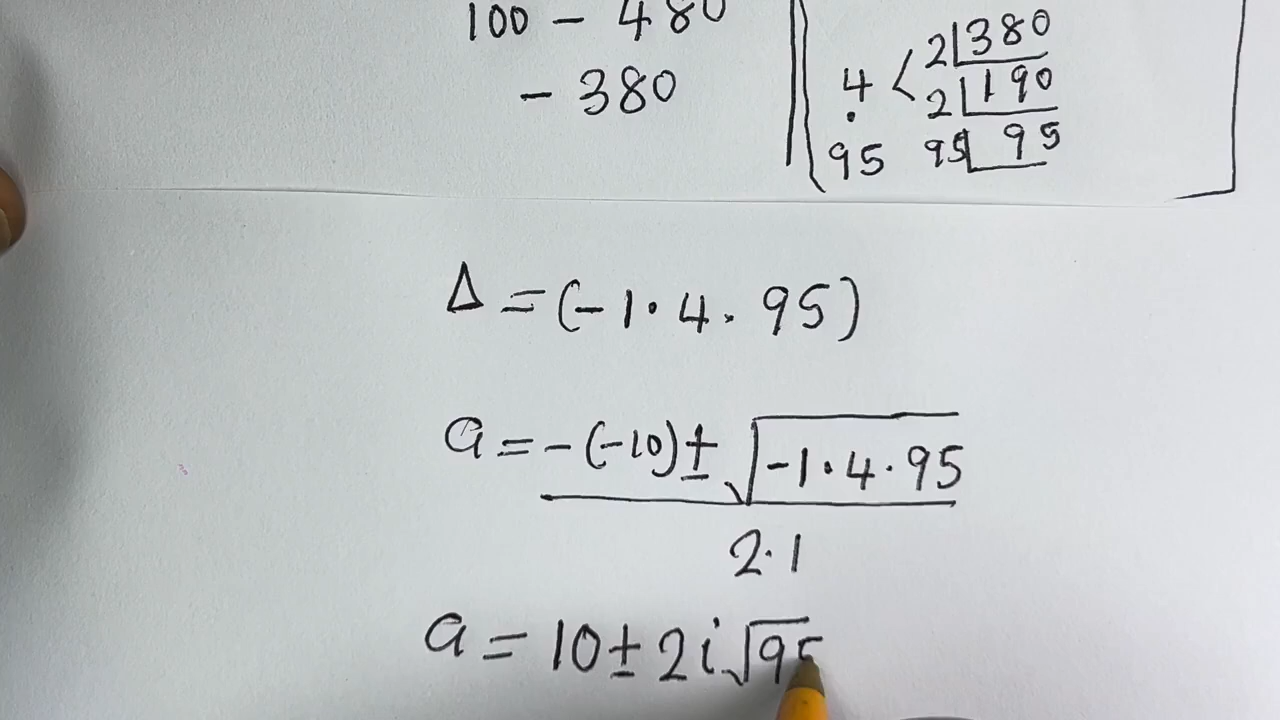 100 - 480
- 380
2 380
4 < 2 190
.
95 95 95
Δ = (-1·4·95)
a = -(-10) ± √-1·4·95
2·1
a = 10 ± 2i√95